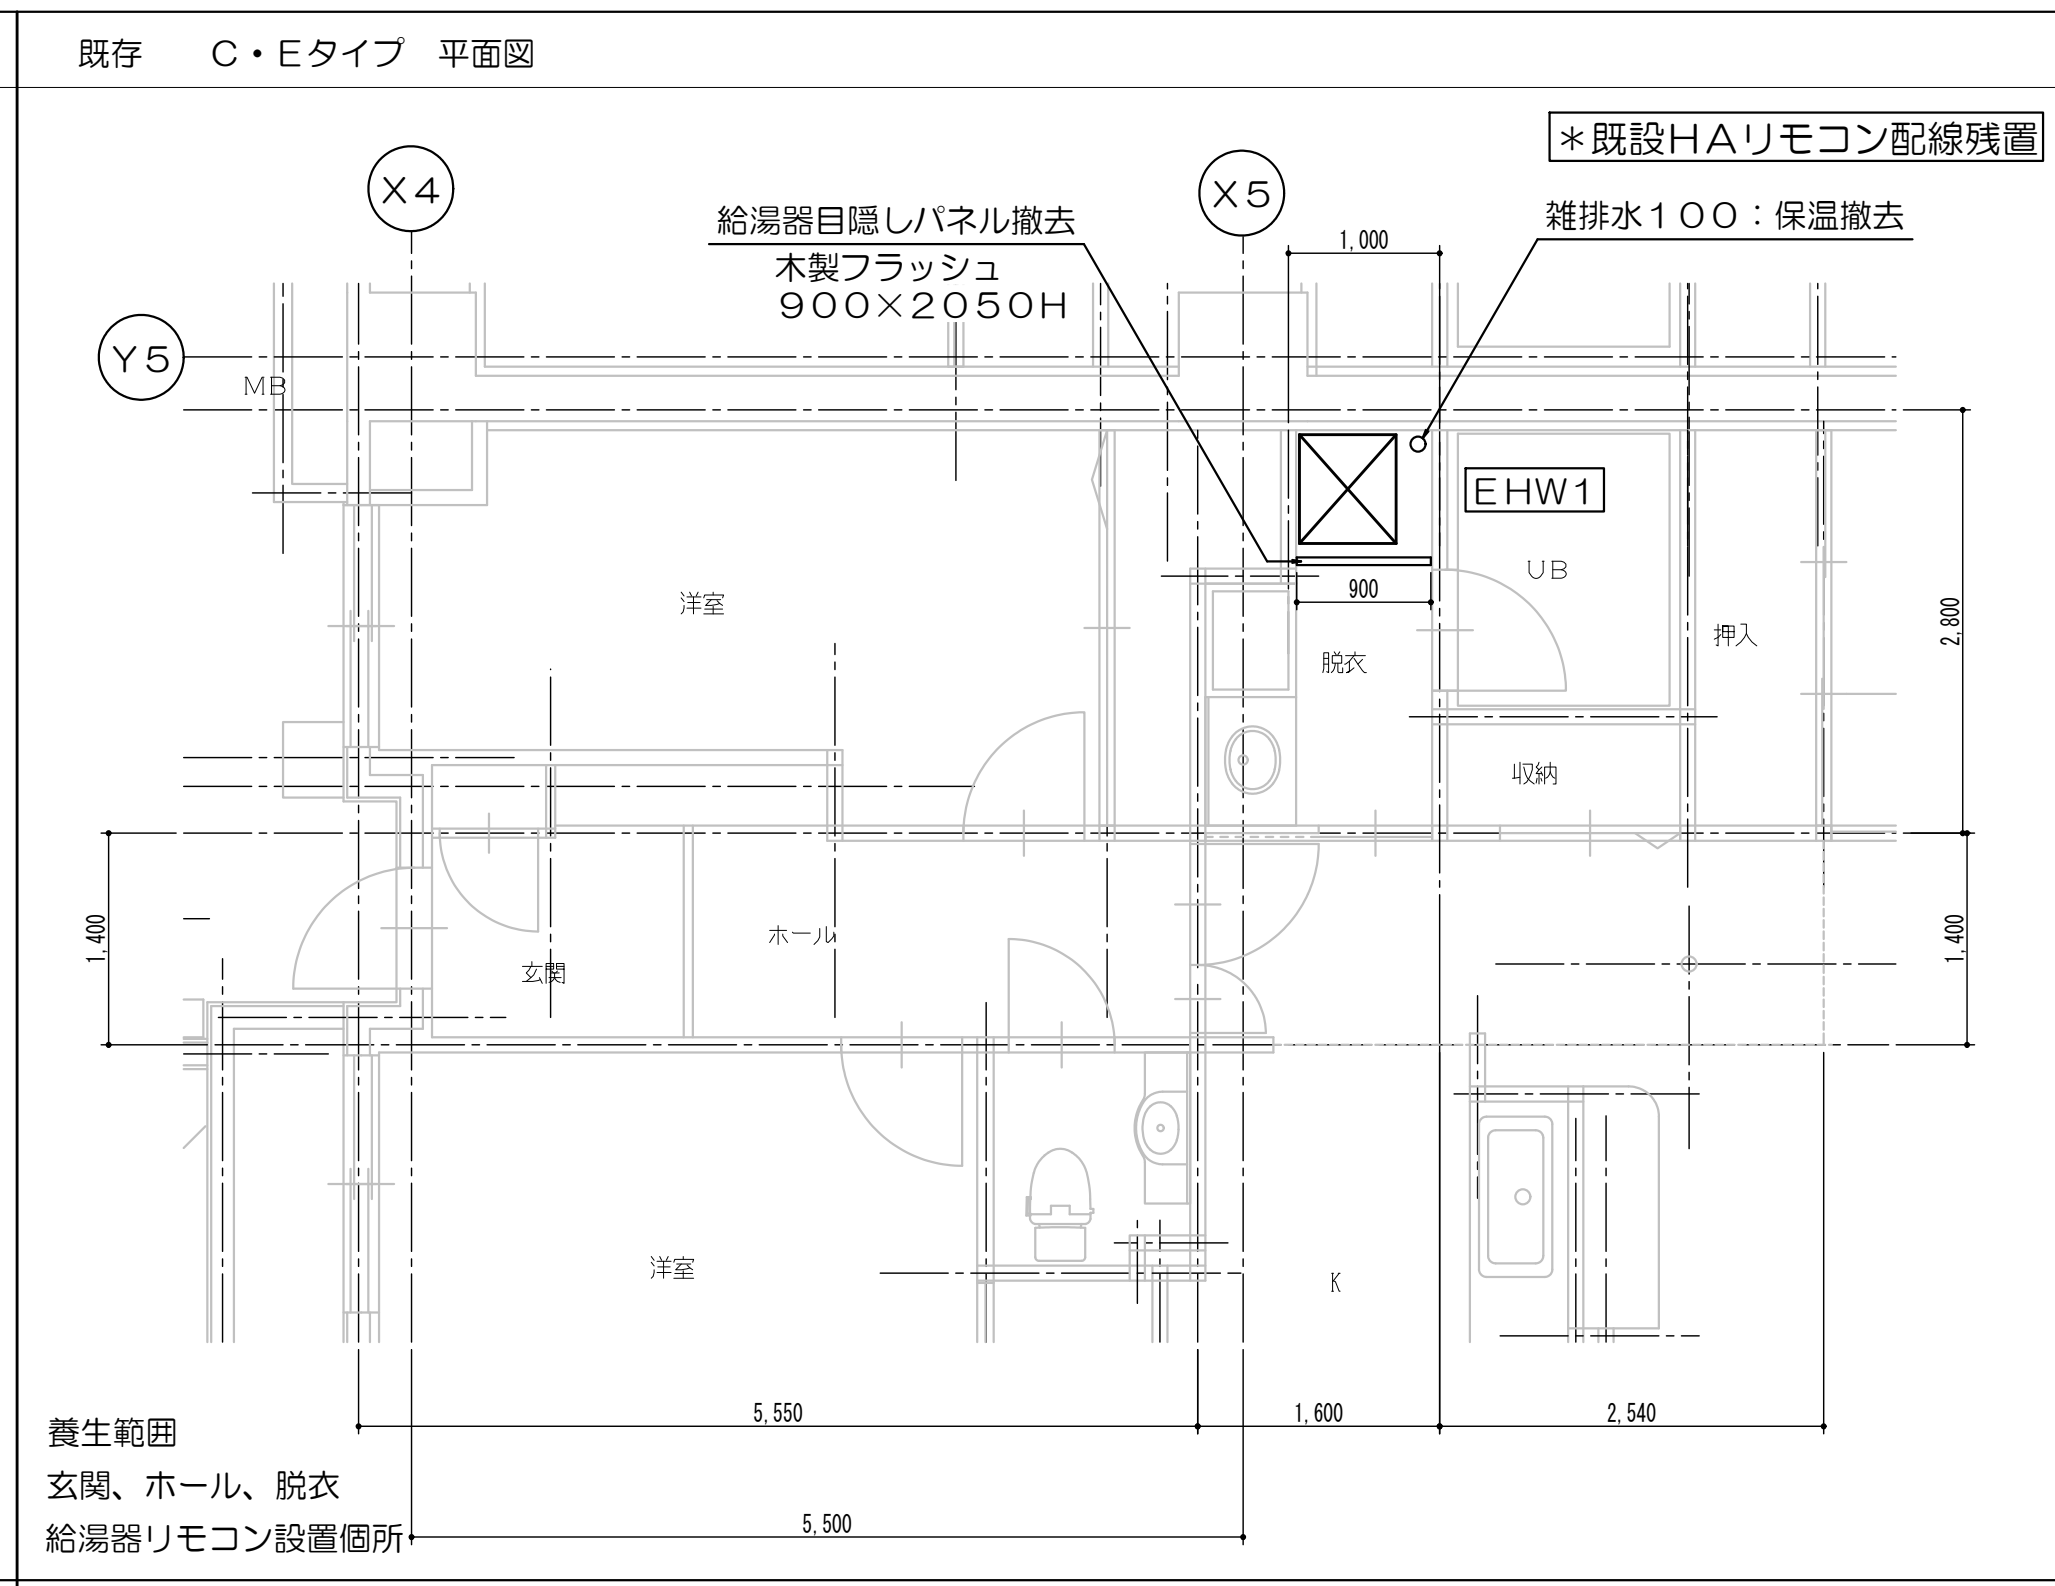 既存　Ｃ・Ｅタイプ　平面図
＊既設ＨＡリモコン配線残置
X4
X5
給湯器目隠しパネル撤去
木製フラッシュ
９００×２０５０Ｈ
1,000
雑排水１００：保温撤去
Y5
MB
EHW1
UB
900
洋室
脱衣
押入
2,800
収納
1,400
ホール
玄関
1,400
洋室
K
5,550
1,600
2,540
5,500
養生範囲
玄関、ホール、脱衣
給湯器リモコン設置個所